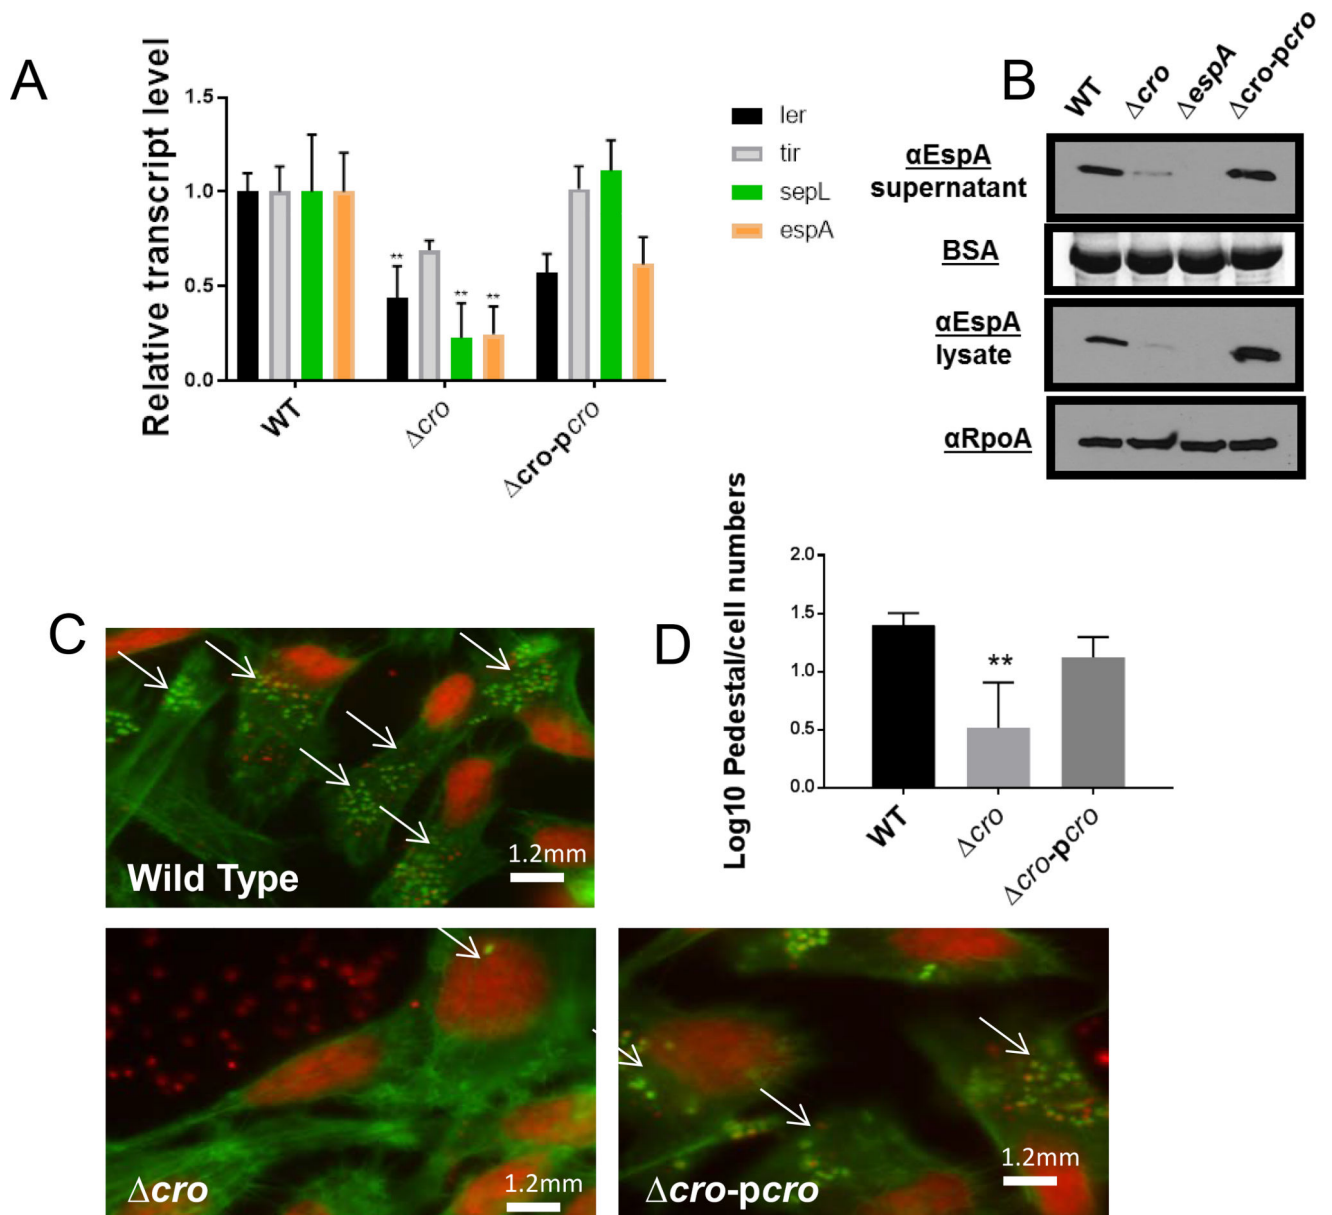 A
Relative transcript level
1.5
1.0
0.5
0.0
WT
Δcro
Δcro-pcro
**
**
**
ler
tir
sepL
espA
B
WT
Δcro
ΔespA
Δcro-pcro
αEspA
supernatant
BSA
αEspA
lysate
αRpoA
C
Wild Type
1.2mm
D
Log10 Pedestal/cell numbers
2.0
1.5
1.0
0.5
0.0
**
WT
Δcro
Δcro-pcro
Δcro
1.2mm
Δcro-pcro
1.2mm